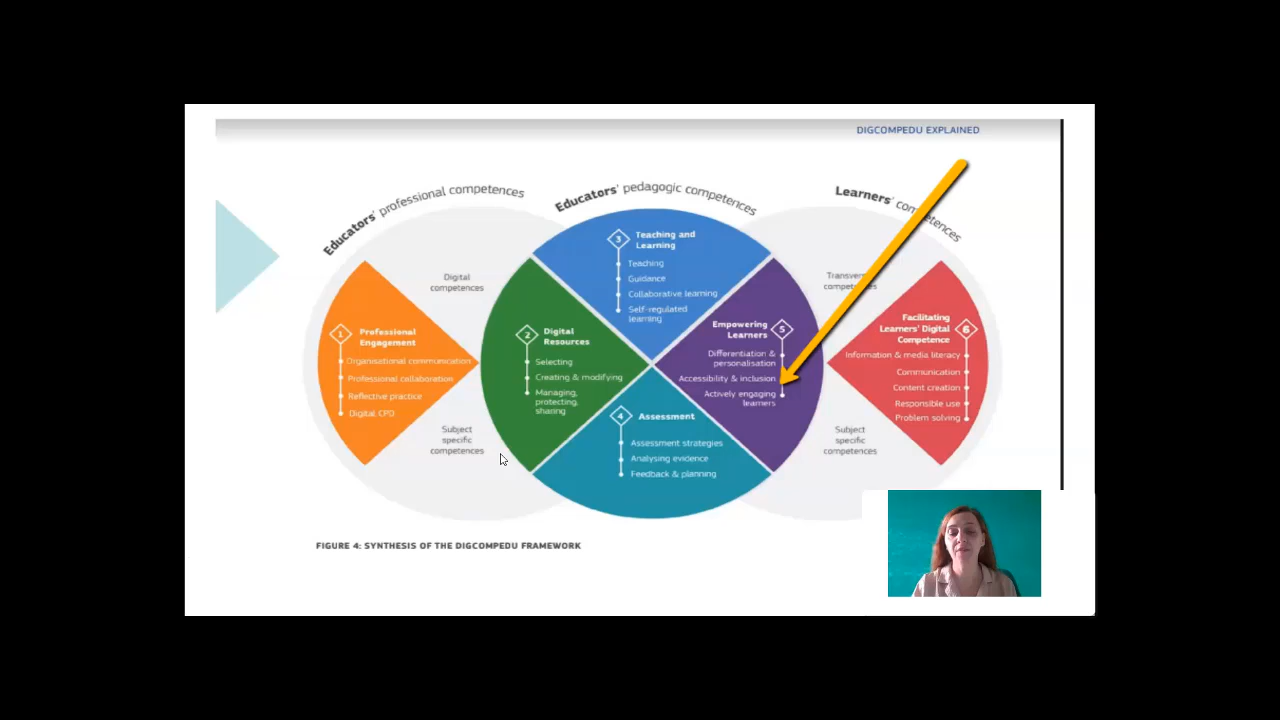 DIGCOMPEDU EXPLAINED
Educators' professional competences
Educators' pedagogic competences
Learners' competences
Digital
competences
Subject
specific
competences
1
Professional
Engagement
Organisational communication
Professional collaboration
Reflective practice
Digital CPD
2
Digital
Resources
Selecting
Creating & modifying
Managing,
protecting,
sharing
3
Teaching and
Learning
Teaching
Guidance
Collaborative learning
Self-regulated
learning
4
Assessment
Assessment strategies
Analysing evidence
Feedback & planning
5
Empowering
Learners
Differentiation &
personalisation
Accessibility & inclusion
Actively engaging
learners
Subject
specific
competences
6
Facilitating
Learners' Digital
Competence
Information & media literacy
Communication
Content creation
Responsible use
Problem solving
FIGURE 4: SYNTHESIS OF THE DIGCOMPEDU FRAMEWORK